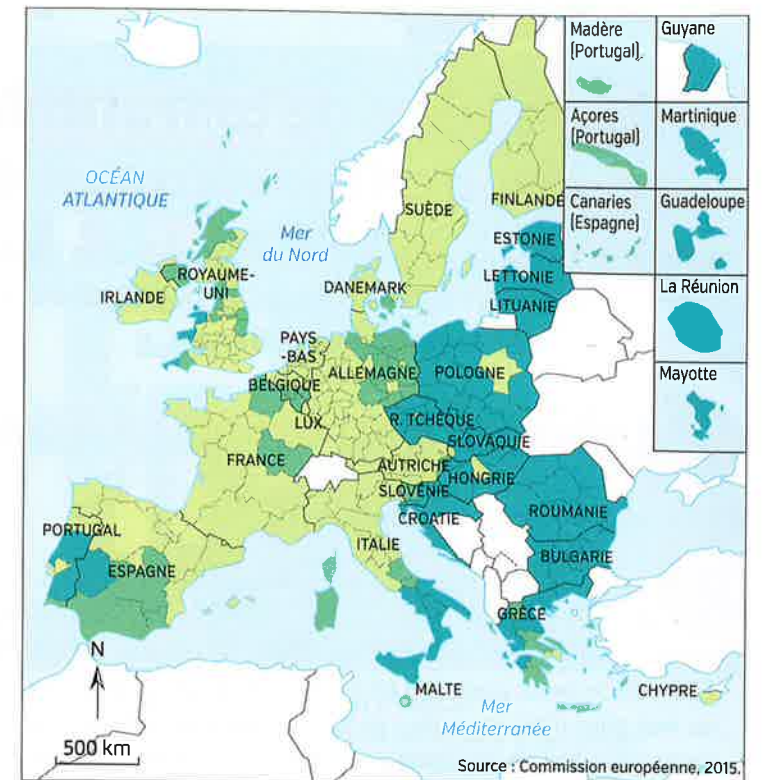 Madère
(Portugal).
Guyane
Açores
(Portugal)
Martinique
Canaries
(Espagne)
Guadeloupe
La Réunion
Mayotte
OCÉAN
ATLANTIQUE
Mer
du Nord
SUÈDE
FINLANDE
ESTONIE
LETTONIE
LITUANIE
ROYAUME-
UNI
IRLANDE
DANEMARK
PAYS
-BAS
BELGIQUE
ALLEMAGNE
POLOGNE
LUX.
R. TCHÈQUE
SLOVAQUIE
FRANCE
AUTRICHE
HONGRIE
SLOVÉNIE
CROATIE
ROUMANIE
ITALIE
BULGARIE
PORTUGAL
ESPAGNE
GRÈCE
N
MALTE
CHYPRE
Mer
Méditerranée
500 km
Source : Commission européenne, 2015.